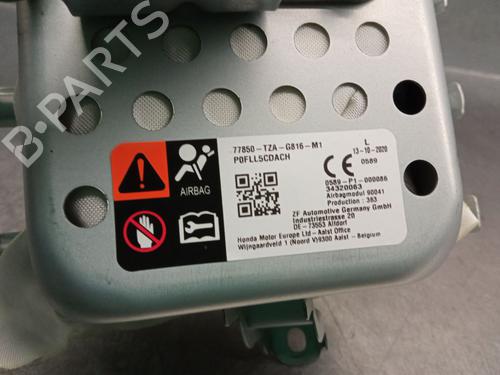 B-PARTS
77850-TZA-G816-M1
P0FLL5CDACH
L
13-10-2020
AIRBAG
CE 0589
0589-P1-000086
34320063
Airbagmodul 90041
Production : 383
ZF Automotive Germany GmbH
Industriestrasse 20
DE-73553 Alfdorf
Honda Motor Europe Ltd-Aalst Office
Wijngaardveld 1 (Noord V)9300 Aalst-Belgium